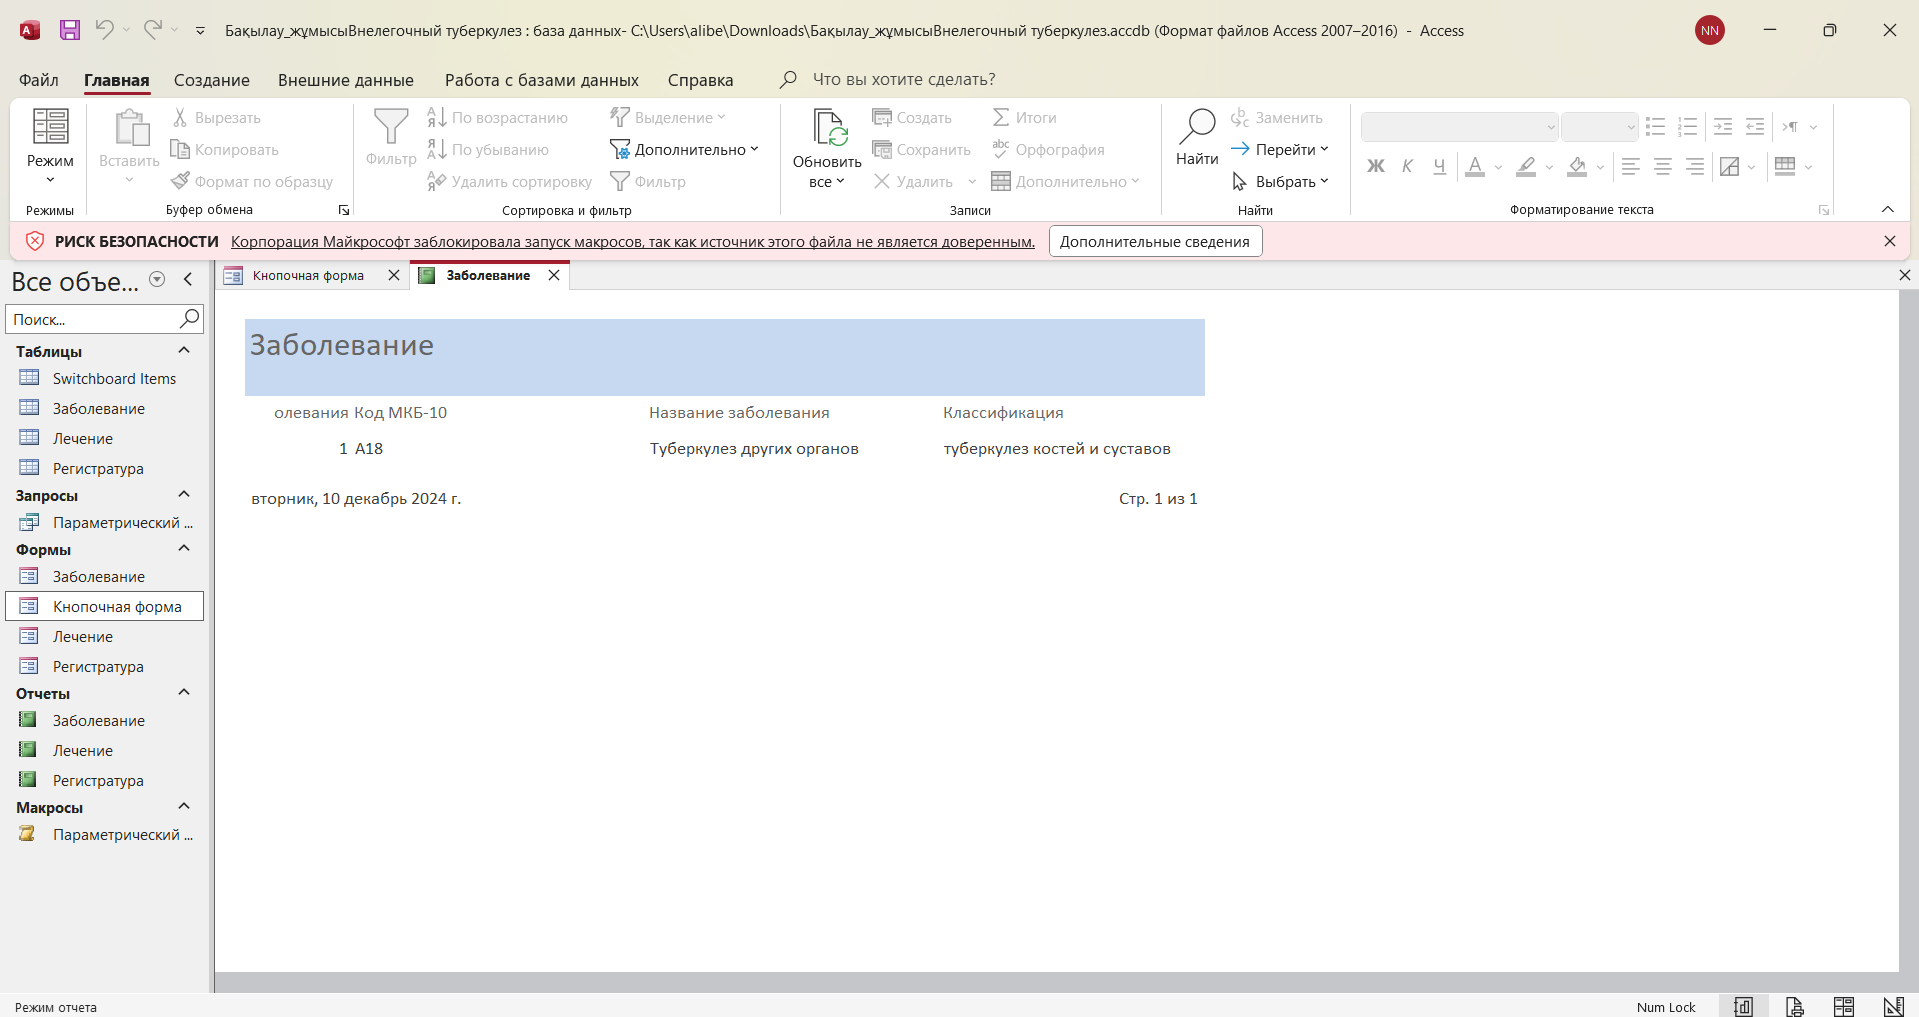 Бақылау_жұмысыВнелегочный туберкулез : база данных- C:\Users\alibe\Downloads\Бақылау_жұмысыВнелегочный туберкулез.accdb (Формат файлов Access 2007–2016)  -  Access
NN
Файл Главная Создание Внешние данные Работа с базами данных Справка Что вы хотите сделать?
Режим
Режимы
Вставить
Вырезать
Копировать
Формат по образцу
Буфер обмена
Фильтр
По возрастанию
По убыванию
Удалить сортировку
Выделение
Дополнительно
Фильтр
Сортировка и фильтр
Обновить
все
Создать
Сохранить
Удалить
Итоги
Орфография
Дополнительно
Записи
Найти
Заменить
Перейти
Выбрать
Найти
Ж К Ч А
Форматирование текста
РИСК БЕЗОПАСНОСТИ Корпорация Майкрософт заблокировала запуск макросов, так как источник этого файла не является доверенным. Дополнительные сведения
Все объе...
Поиск...
Таблицы
Switchboard Items
Заболевание
Лечение
Регистратура
Запросы
Параметрический ...
Формы
Заболевание
Кнопочная форма
Лечение
Регистратура
Отчеты
Заболевание
Лечение
Регистратура
Макросы
Параметрический ...
Кнопочная форма Заболевание
Заболевание
олевания Код МКБ-10 Название заболевания Классификация
1 A18 Туберкулез других органов туберкулез костей и суставов
вторник, 10 декабрь 2024 г. Стр. 1 из 1
Режим отчета Num Lock